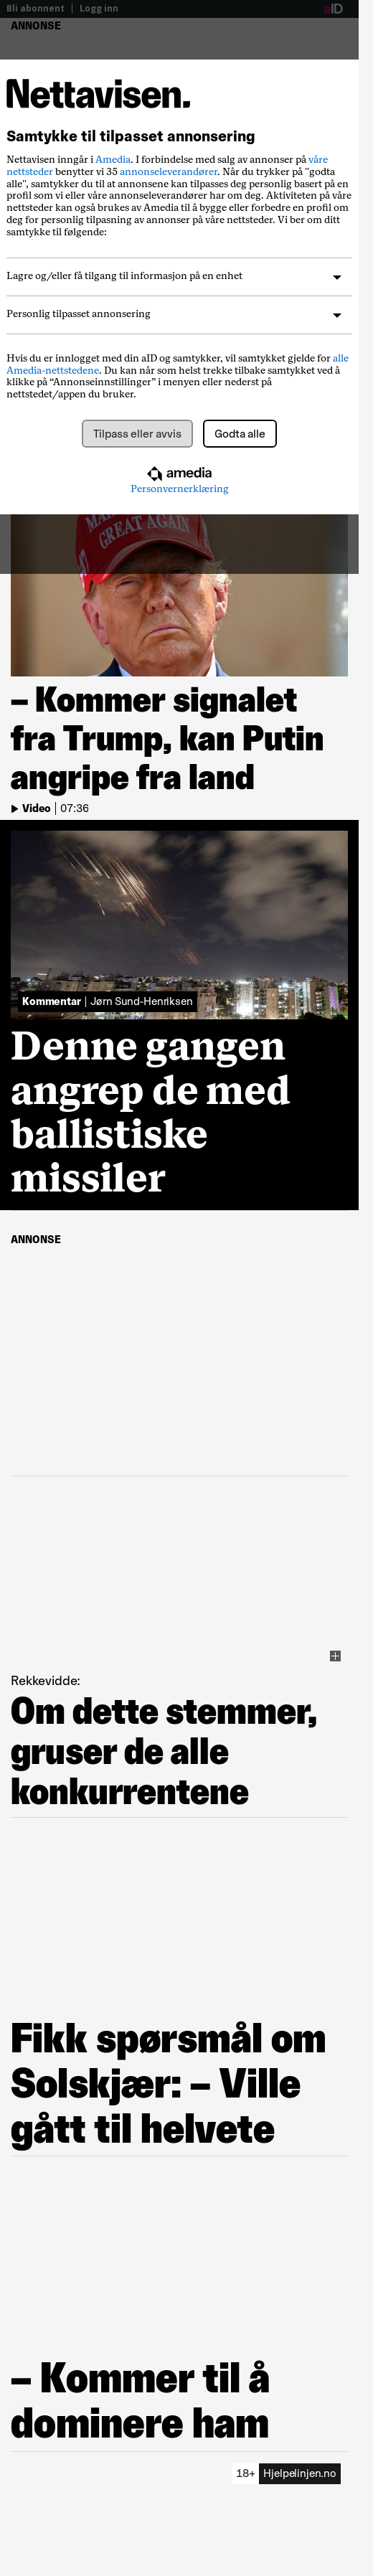 Bli abonnent | Logg inn
aID
ANNONSE
Nettavisen.
Samtykke til tilpasset annonsering
Nettavisen inngår i Amedia. I forbindelse med salg av annonser på våre
nettsteder benytter vi 35 annonseleverandører. Når du trykker på "godta
alle", samtykker du til at annonsene kan tilpasses deg personlig basert på en
profil som vi eller våre annonseleverandører har om deg. Aktiviteten på våre
nettsteder kan også brukes av Amedia til å bygge eller forbedre en profil om
deg for personlig tilpasning av annonser på våre nettsteder. Vi ber om ditt
samtykke til følgende:
Lagre og/eller få tilgang til informasjon på en enhet
Personlig tilpasset annonsering
Hvis du er innlogget med din aID og samtykker, vil samtykket gjelde for alle
Amedia-nettstedene. Du kan når som helst trekke tilbake samtykket ved å
klikke på “Annonseinnstillinger” i menyen eller nederst på
nettstedet/appen du bruker.
Tilpass eller avvis
Godta alle
amedia
Personvernerklæring
GREAT AGAIN
– Kommer signalet
fra Trump, kan Putin
angripe fra land
Video | 07:36
Kommentar | Jørn Sund-Henriksen
Denne gangen
angrep de med
ballistiske
missiler
ANNONSE
Rekkevidde:
Om dette stemmer,
gruser de alle
konkurrentene
Fikk spørsmål om
Solskjær: – Ville
gått til helvete
– Kommer til å
dominere ham
18+ Hjelpelinjen.no